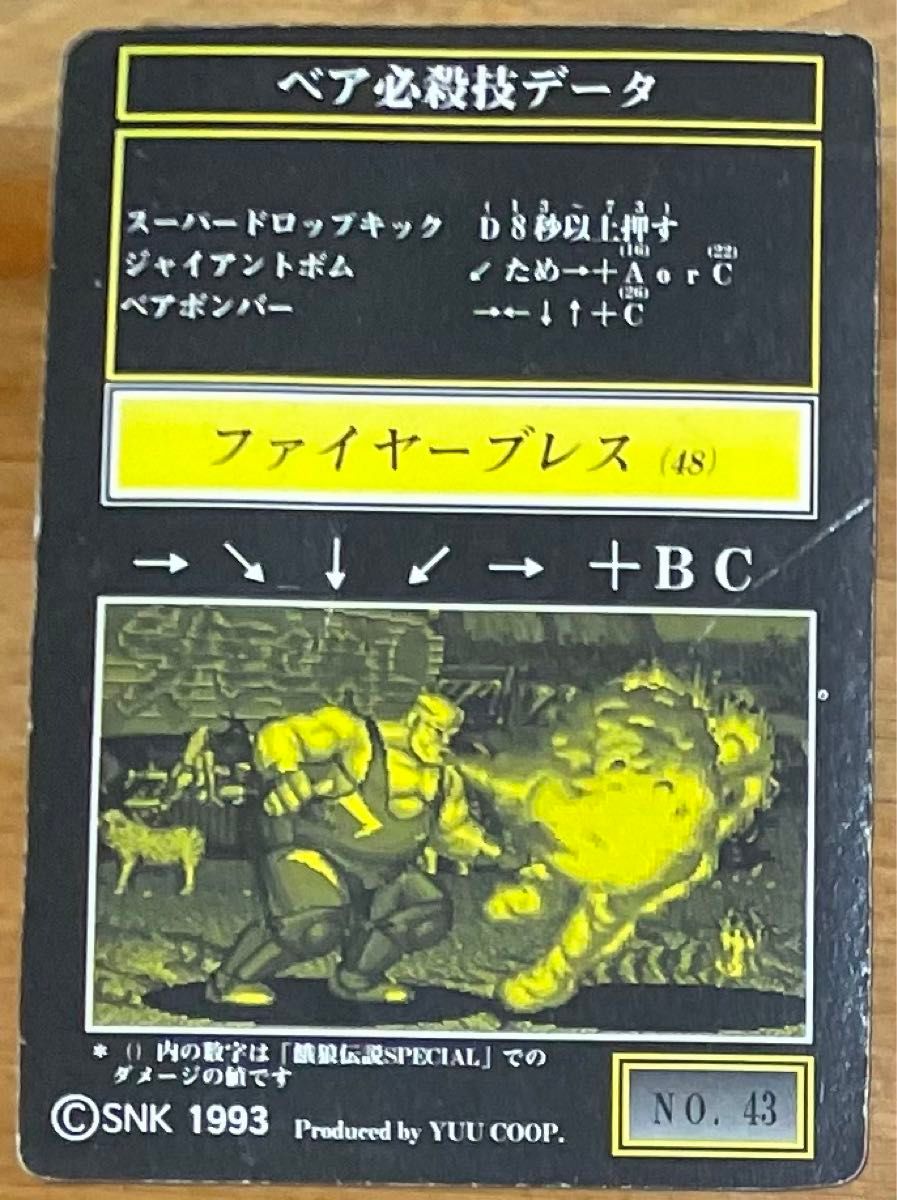 ベア必殺技データ
スーパードロップキック D8秒以上押す
(16) (22)
ジャイアントボム ↙ため→+A or C
(26)
ベアボンバー →←↓↑+C
ファイヤーブレス (48)
→ ↘ ↓ ↙ → +BC
* () 内の数字は「餓狼伝説SPECIAL」での
ダメージの値です
©SNK 1993 Produced by YUU COOP.
NO. 43